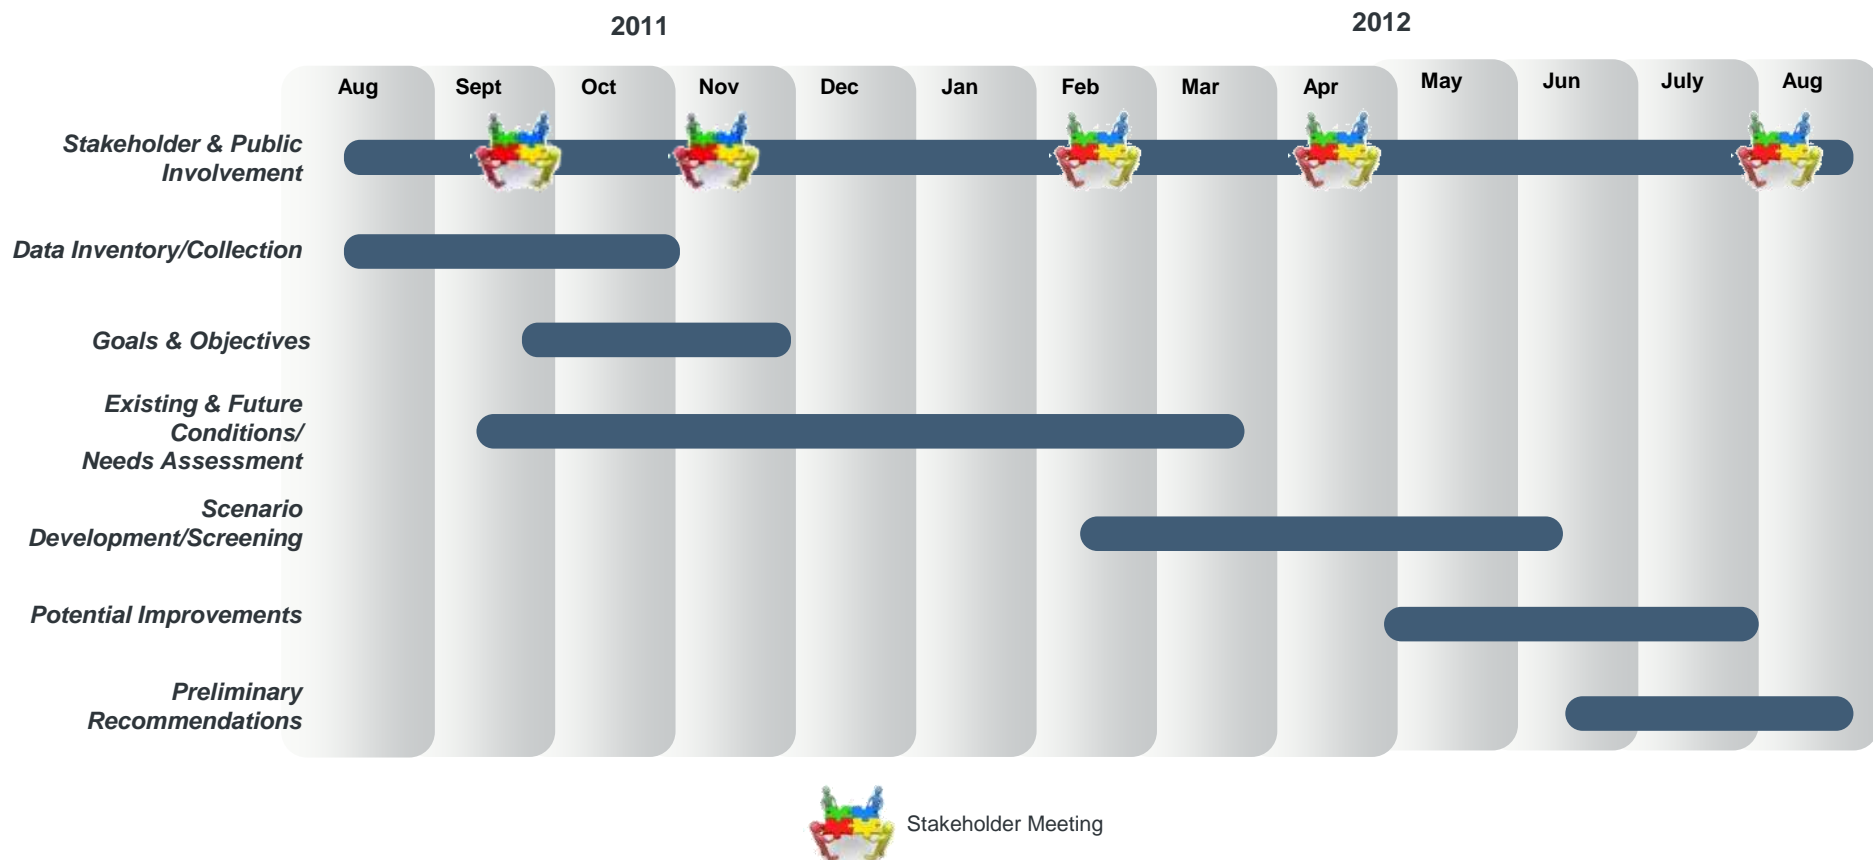 2011
2012
Aug
Sept
Oct
Nov
Dec
Jan
Feb
Mar
Apr
May
Jun
July
Aug
Stakeholder & Public
Involvement
Data Inventory/Collection
Goals & Objectives
Existing & Future
Conditions/
Needs Assessment
Scenario
Development/Screening
Potential Improvements
Preliminary
Recommendations
Stakeholder Meeting